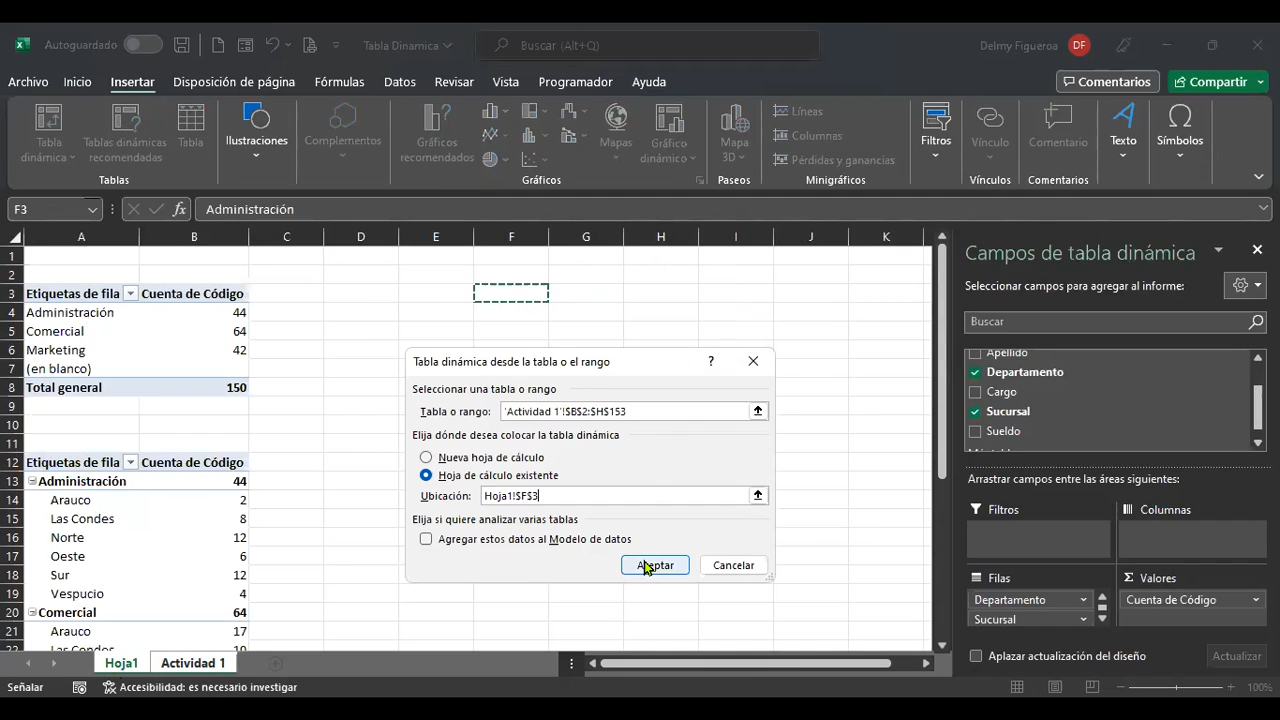 Autoguardado
Tabla Dinamica
Buscar (Alt+Q)
Delmy Figueroa
DF
Archivo Inicio Insertar Disposición de página Fórmulas Datos Revisar Vista Programador Ayuda
Comentarios
Compartir
Tabla dinámica
Tablas dinámicas recomendadas
Tabla
Ilustraciones
Complementos
Gráficos recomendados
Mapas
Gráfico dinámico
Mapa 3D
Líneas
Columnas
Pérdidas y ganancias
Filtros
Vínculo
Comentario
Texto
Símbolos
Tablas
Gráficos
Paseos
Minigráficos
Vínculos
Comentarios
F3
fx
Administración
A B C D E F G H I J K
1
2
3 Etiquetas de fila Cuenta de Código
4 Administración 44
5 Comercial 64
6 Marketing 42
7 (en blanco)
8 Total general 150
9
10
11
12 Etiquetas de fila Cuenta de Código
13 Administración 44
14 Arauco 2
15 Las Condes 8
16 Norte 12
17 Oeste 6
18 Sur 12
19 Vespucio 4
20 Comercial 64
21 Arauco 17
22 Las Condes 10
Tabla dinámica desde la tabla o el rango
?
Seleccionar una tabla o rango
Tabla o rango: 'Actividad 1'!$B$2:$H$153
Elija dónde desea colocar la tabla dinámica
Nueva hoja de cálculo
Hoja de cálculo existente
Ubicación: Hoja1!$F$3
Elija si quiere analizar varias tablas
Agregar estos datos al Modelo de datos
Aceptar
Cancelar
Campos de tabla dinámica
Seleccionar campos para agregar al informe:
Buscar
Apellido
Departamento
Cargo
Sucursal
Sueldo
Arrastrar campos entre las áreas siguientes:
Filtros
Columnas
Filas
Σ Valores
Departamento
Sucursal
Cuenta de Código
Aplazar actualización del diseño
Actualizar
Hoja1
Actividad 1
Señalar
Accesibilidad: es necesario investigar
100%